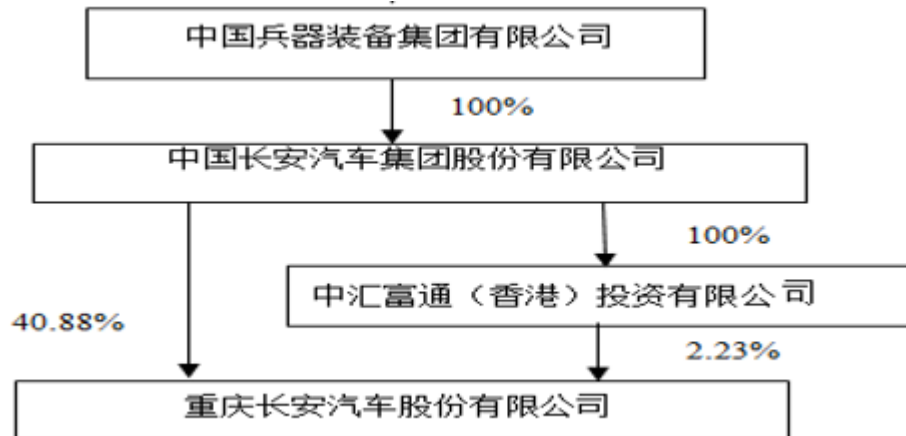 中国兵器装备集团有限公司
100%
中国长安汽车集团股份有限公司
100%
中汇富通（香港）投资有限公司
40.88%
2.23%
重庆长安汽车股份有限公司